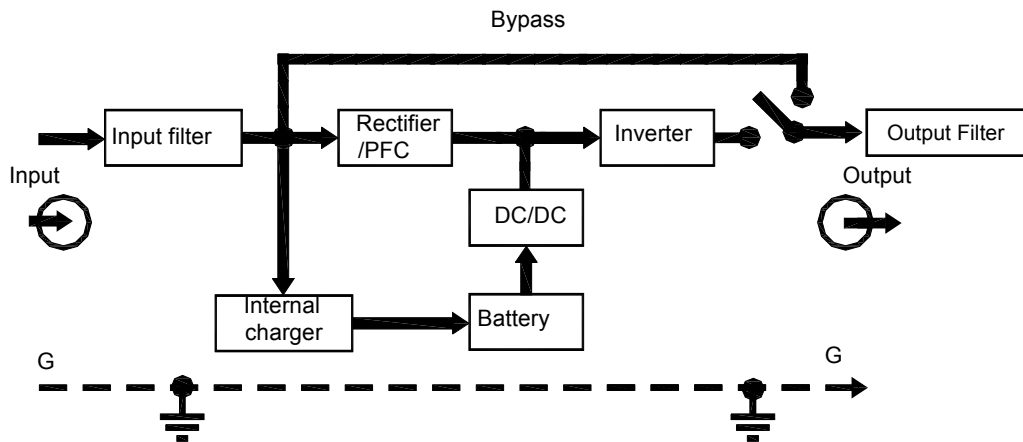 Bypass
Input filter
Rectifier
/PFC
Inverter
Output Filter
Input
Output
DC/DC
Internal
charger
Battery
G
G